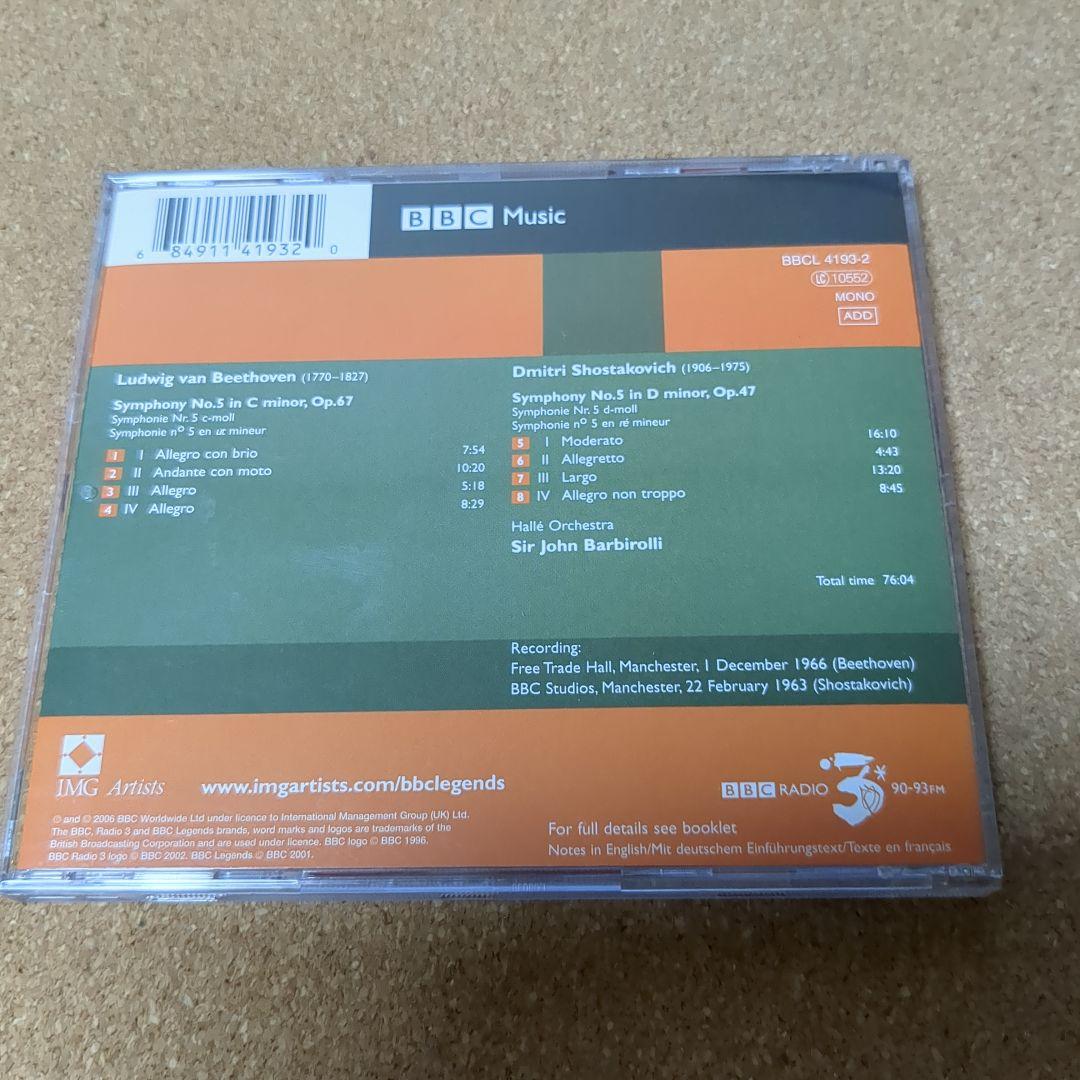 6 84911 41932 0
BBC Music
BBCL 4193-2
LC 10552
MONO
ADD
Ludwig van Beethoven (1770–1827)
Symphony No.5 in C minor, Op.67
Symphonie Nr. 5 c-moll
Symphonie nº 5 en ut mineur
1 I Allegro con brio 7:54
2 II Andante con moto 10:20
3 III Allegro 5:18
4 IV Allegro 8:29
Dmitri Shostakovich (1906–1975)
Symphony No.5 in D minor, Op.47
Symphonie Nr. 5 d-moll
Symphonie nº 5 en ré mineur
5 I Moderato 16:10
6 II Allegretto 4:43
7 III Largo 13:20
8 IV Allegro non troppo 8:45
Hallé Orchestra
Sir John Barbirolli
Total time 76:04
Recording:
Free Trade Hall, Manchester, 1 December 1966 (Beethoven)
BBC Studios, Manchester, 22 February 1963 (Shostakovich)
IMG Artists
www.imgartists.com/bbclegends
BBC RADIO 3 90-93FM
℗ and © 2006 BBC Worldwide Ltd under licence to International Management Group (UK) Ltd.
The BBC, Radio 3 and BBC Legends brands, word marks and logos are trademarks of the
British Broadcasting Corporation and are used under licence. BBC logo © BBC 1996.
BBC Radio 3 logo © BBC 2002. BBC Legends © BBC 2001.
For full details see booklet
Notes in English/Mit deutschem Einführungstext/Texte en français